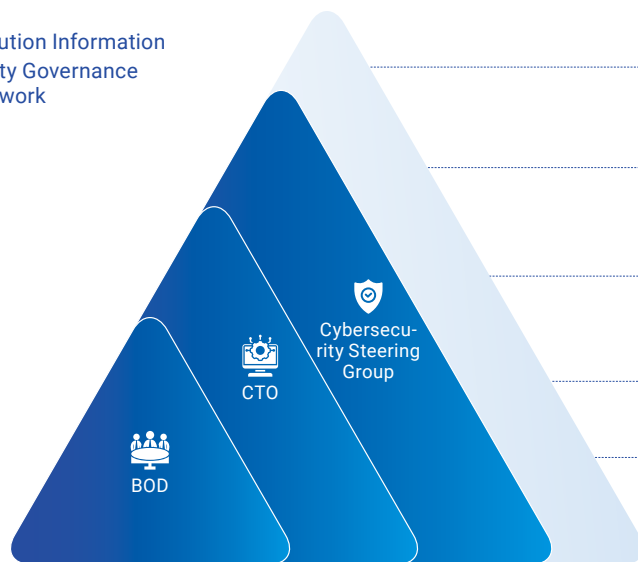 ution Information
ty Governance
work
Cybersecu-
rity Steering
Group
CTO
BOD